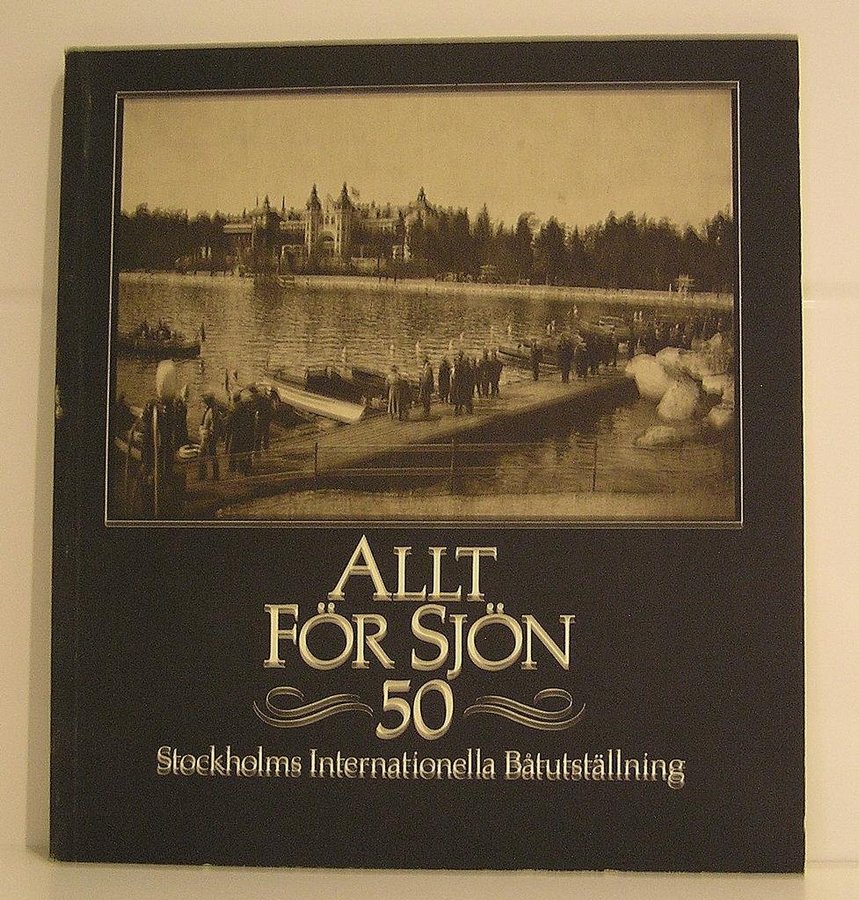 ALLT
FÖR SJÖN
50
Stockholms Internationella Båtutställning